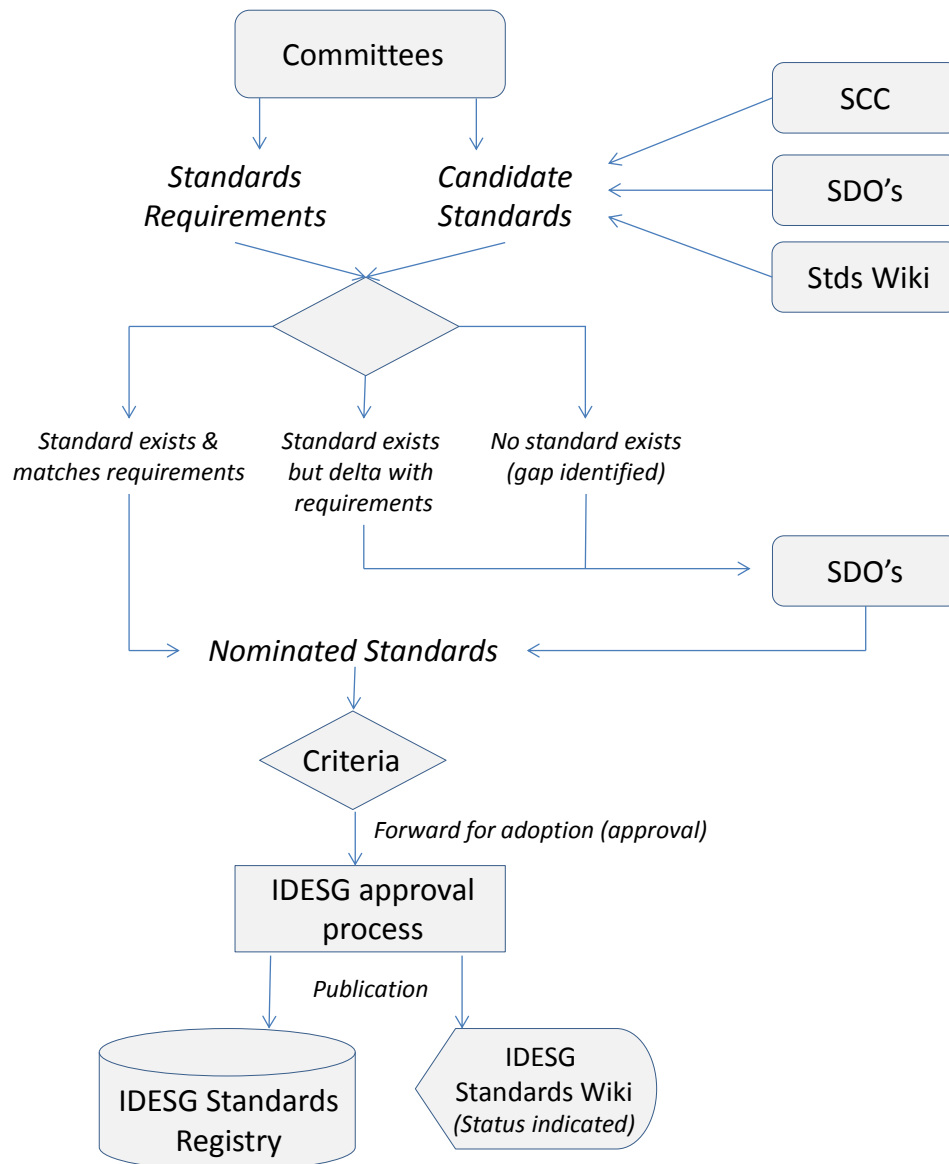 Committees
SCC
Standards
Requirements
Candidate
Standards
SDO's
Stds Wiki
Standard exists &
matches requirements
Standard exists
but delta with
requirements
No standard exists
(gap identified)
SDO's
Nominated Standards
Criteria
Forward for adoption (approval)
IDESG approval
process
Publication
IDESG Standards
Registry
IDESG
Standards Wiki
(Status indicated)